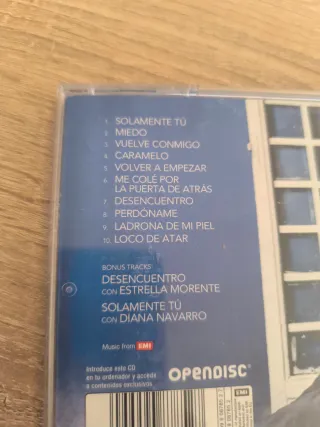 1. SOLAMENTE TÚ
2. MIEDO
3. VUELVE CONMIGO
4. CARAMELO
5. VOLVER A EMPEZAR
6. ME COLÉ POR
LA PUERTA DE ATRÁS
7. DESENCUENTRO
8. PERDÓNAME
9. LADRONA DE MI PIEL
10. LOCO DE ATAR
BONUS TRACKS:
DESENCUENTRO
CON ESTRELLA MORENTE
SOLAMENTE TÚ
CON DIANA NAVARRO
Music from EMI
Introduce este CD
en tu ordenador y accede
a contenidos exclusivos.
OPENDISC
EMI